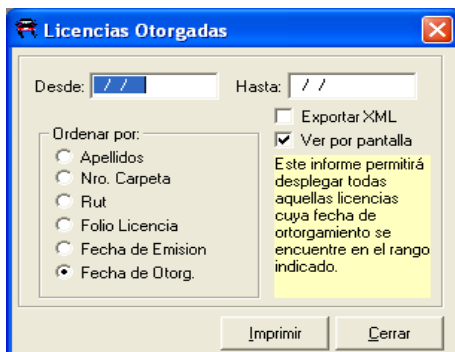 Licencias Otorgadas
Desde: / / Hasta: / /
Exportar XML
Ver por pantalla
Ordenar por:
Apellidos
Nro. Carpeta
Rut
Folio Licencia
Fecha de Emision
Fecha de Otorg.
Este informe permitirá
desplegar todas
aquellas licencias
cuya fecha de
ortorgamiento se
encuentre en el rango
indicado.
Imprimir Cerrar